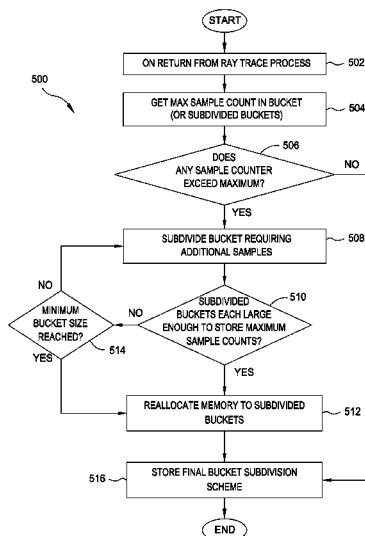 START
ON RETURN FROM RAY TRACE PROCESS
502
500
GET MAX SAMPLE COUNT IN BUCKET
(OR SUBDIVIDED BUCKETS)
504
506
DOES
ANY SAMPLE COUNTER
EXCEED MAXIMUM?
NO
YES
SUBDIVIDE BUCKET REQUIRING
ADDITIONAL SAMPLES
508
510
SUBDIVIDED
BUCKETS EACH LARGE
ENOUGH TO STORE MAXIMUM
SAMPLE COUNTS?
NO
NO
MINIMUM
BUCKET SIZE
REACHED?
514
YES
YES
REALLOCATE MEMORY TO SUBDIVIDED
BUCKETS
512
516
STORE FINAL BUCKET SUBDIVISION
SCHEME
END